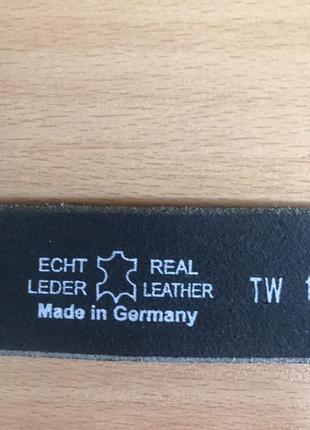 ECHT REAL
LEDER LEATHER TW
Made in Germany